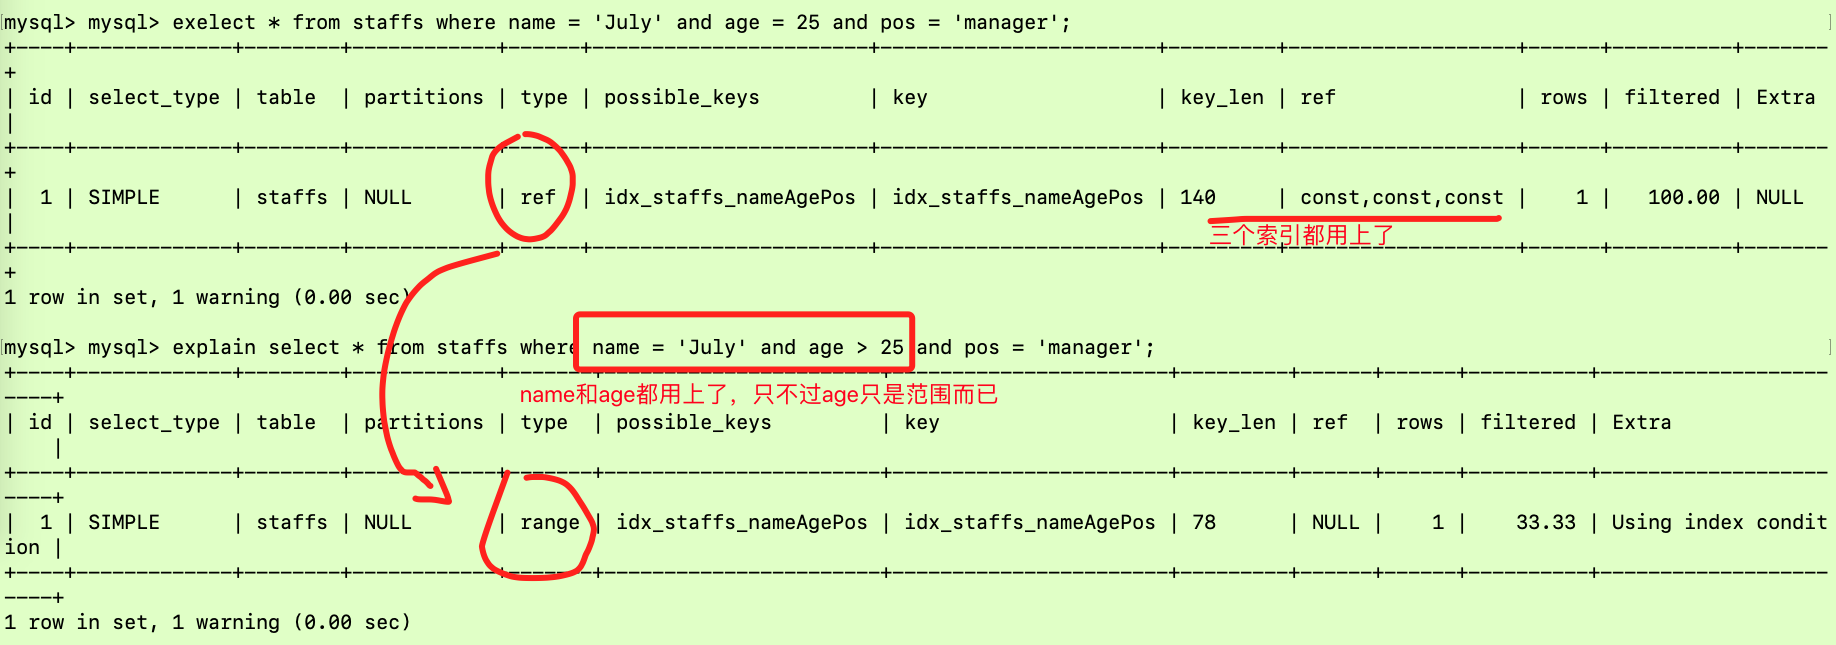 mysql> mysql> exelect * from staffs where name = 'July' and age = 25 and pos = 'manager';
+----+-------------+--------+------------+------+-----------------------+-----------------------+---------+-------------------+------+----------+-------
+
| id | select_type | table  | partitions | type | possible_keys         | key                   | key_len | ref               | rows | filtered | Extra
|
+----+-------------+--------+------------+------+-----------------------+-----------------------+---------+-------------------+------+----------+-------
+
|  1 | SIMPLE      | staffs | NULL       | ref  | idx_staffs_nameAgePos | idx_staffs_nameAgePos | 140     | const,const,const |    1 |   100.00 | NULL
|
三个索引都用上了
+----+-------------+--------+------------+------+-----------------------+-----------------------+---------+-------------------+------+----------+-------
+
1 row in set, 1 warning (0.00 sec)
mysql> mysql> explain select * from staffs where name = 'July' and age > 25 and pos = 'manager';
+----+-------------+--------+------------+-------+-----------------------+-----------------------+---------+------+------+----------+-------------------
----+
name和age都用上了，只不过age只是范围而已
| id | select_type | table  | partitions | type  | possible_keys         | key                   | key_len | ref  | rows | filtered | Extra
    |
+----+-------------+--------+------------+-------+-----------------------+-----------------------+---------+------+------+----------+-------------------
----+
|  1 | SIMPLE      | staffs | NULL       | range | idx_staffs_nameAgePos | idx_staffs_nameAgePos | 78      | NULL |    1 |    33.33 | Using index condit
ion |
+----+-------------+--------+------------+-------+-----------------------+-----------------------+---------+------+------+----------+-------------------
----+
1 row in set, 1 warning (0.00 sec)